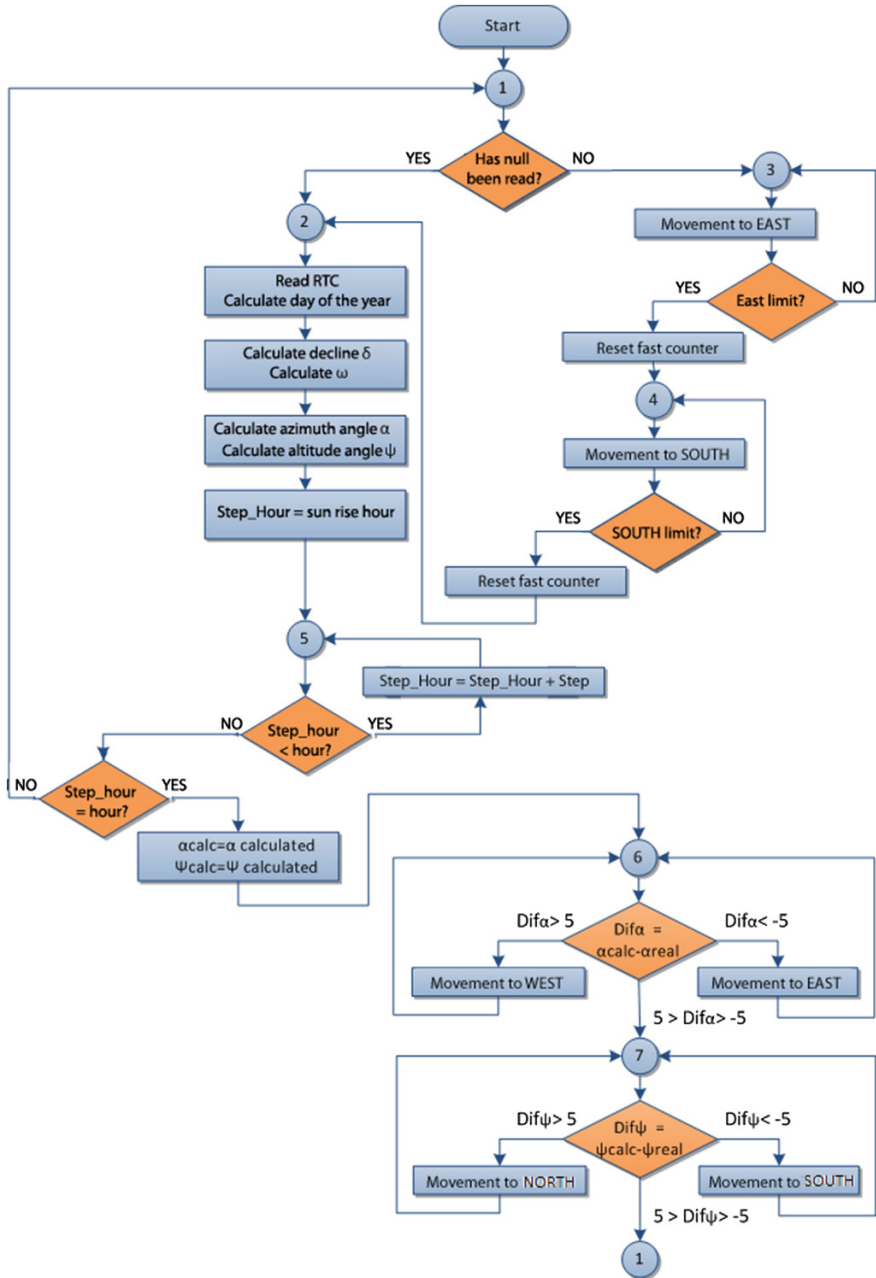 Start
1
Has null
been read?
YES
NO
2
3
Movement to EAST
East limit?
YES
NO
Reset fast counter
4
Movement to SOUTH
SOUTH limit?
YES
NO
Reset fast counter
Read RTC
Calculate day of the year
Calculate decline δ
Calculate ω
Calculate azimuth angle α
Calculate altitude angle ψ
Step_Hour = sun rise hour
5
Step_Hour = Step_Hour + Step
Step_hour
< hour?
NO
YES
Step_hour
= hour?
NO
YES
αcalc=α calculated
Ψcalc=Ψ calculated
6
Difα =
αcalc-αreal
Difα> 5
Difα< -5
Movement to WEST
Movement to EAST
5 > Difα> -5
7
Difψ =
ψcalc-ψreal
Difψ> 5
Difψ< -5
Movement to NORTH
Movement to SOUTH
5 > Difψ> -5
1